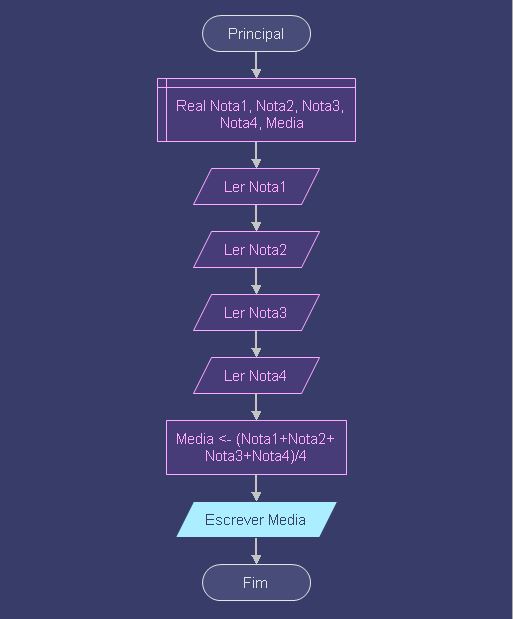 Principal
Real Nota1, Nota2, Nota3,
Nota4, Media
Ler Nota1
Ler Nota2
Ler Nota3
Ler Nota4
Media <- (Nota1+Nota2+
Nota3+Nota4)/4
Escrever Media
Fim